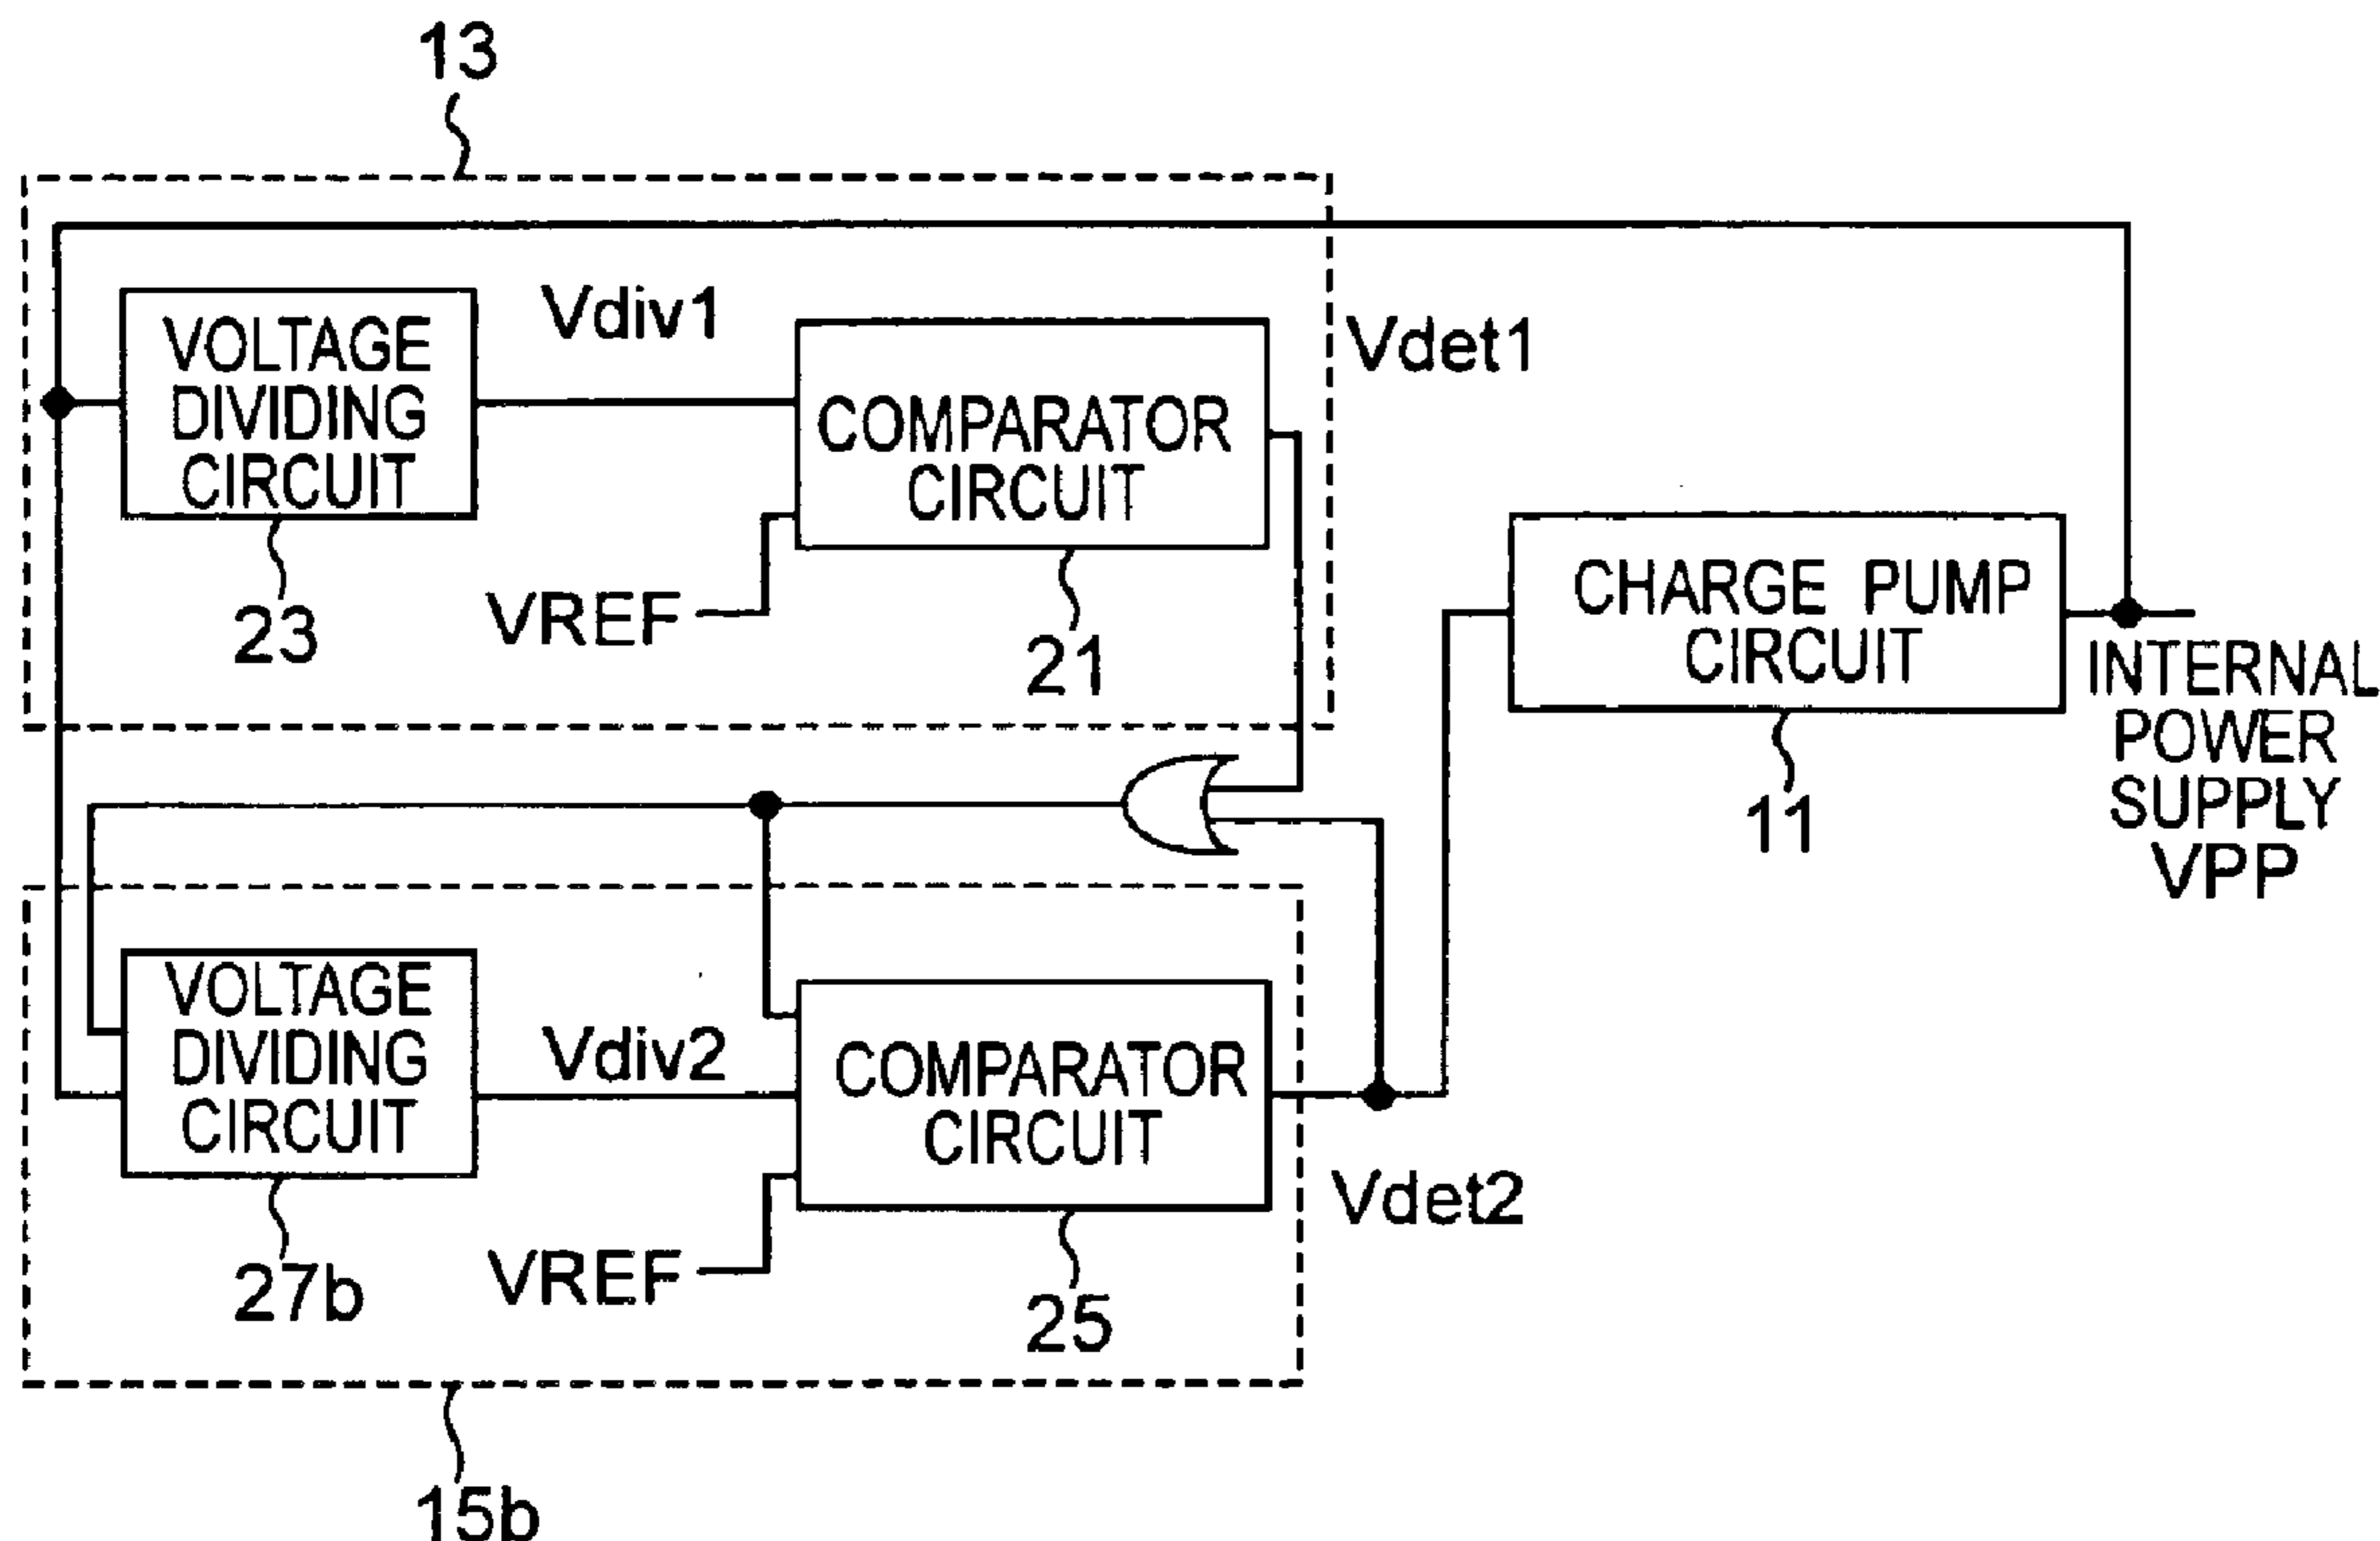 13
Vdiv1
Vdet1
VOLTAGE
DIVIDING
CIRCUIT
COMPARATOR
CIRCUIT
VREF
23
21
CHARGE PUMP
CIRCUIT
11
INTERNAL
POWER
SUPPLY
VPP
VOLTAGE
DIVIDING
CIRCUIT
Vdiv2
COMPARATOR
CIRCUIT
Vdet2
VREF
27b
25
15b